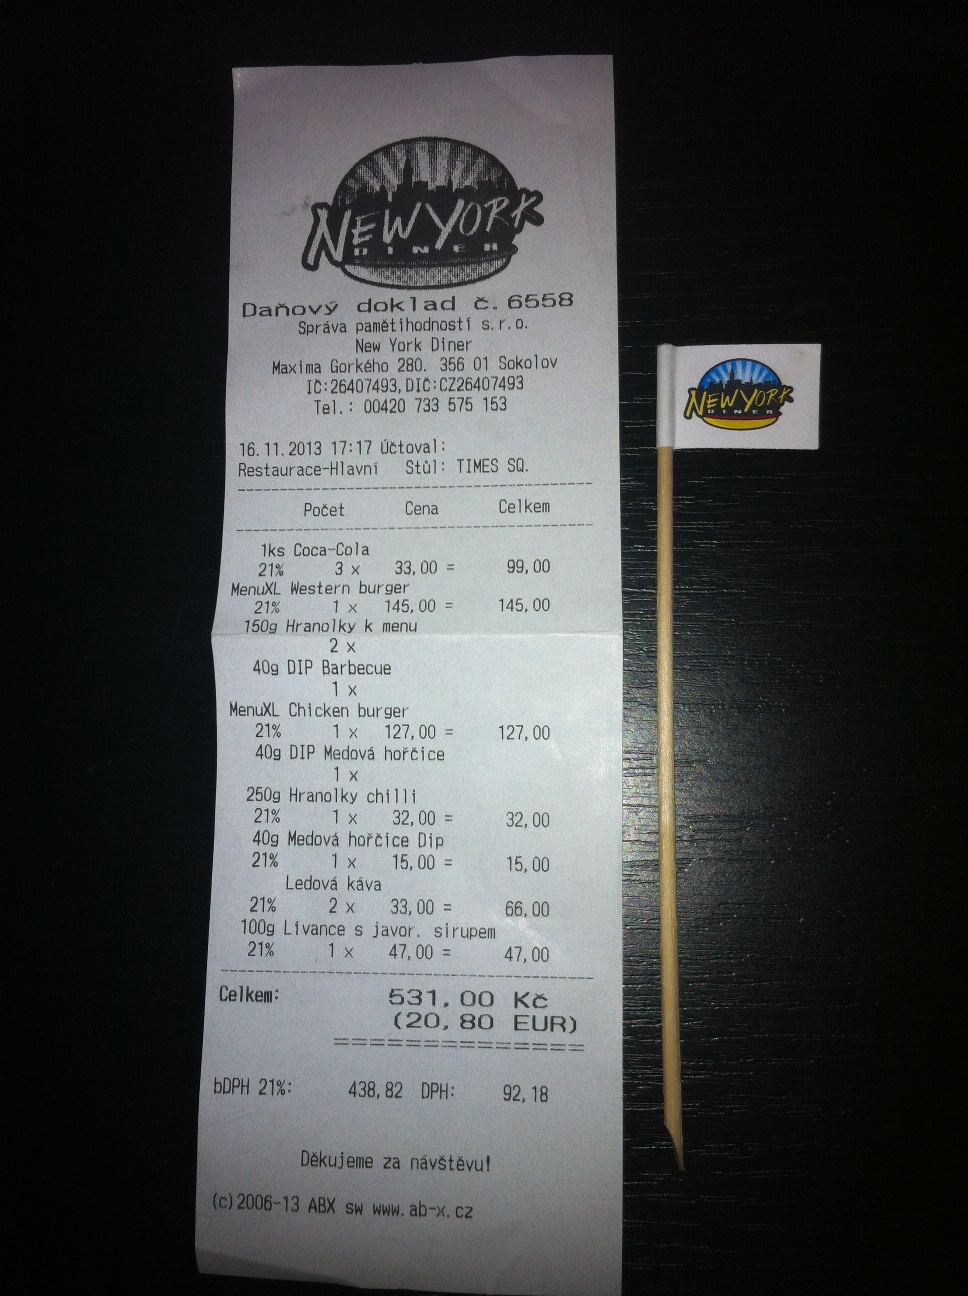 NEW YORK
DINER
Daňový doklad č. 6558
Správa pamětihodností s.r.o.
New York Diner
Maxima Gorkého 280. 356 01 Sokolov
IČ:26407493,DIČ:CZ26407493
Tel.: 00420 733 575 153
16.11.2013 17:17 Účtoval:
Restaurace-Hlavní Stůl: TIMES SQ.
Počet Cena Celkem
1ks Coca-Cola
21% 3 x 33,00 = 99,00
MenuXL Western burger
21% 1 x 145,00 = 145,00
150g Hranolky k menu
2 x
40g DIP Barbecue
1 x
MenuXL Chicken burger
21% 1 x 127,00 = 127,00
40g DIP Medová hořčice
1 x
250g Hranolky chilli
21% 1 x 32,00 = 32,00
40g Medová hořčice Dip
21% 1 x 15,00 = 15,00
Ledová káva
21% 2 x 33,00 = 66,00
100g Lívance s javor. sirupem
21% 1 x 47,00 = 47,00
Celkem: 531,00 Kč
(20,80 EUR)
bDPH 21%: 438,82 DPH: 92,18
Děkujeme za návštěvu!
(c)2006-13 ABX sw www.ab-x.cz
NEW YORK
DINER